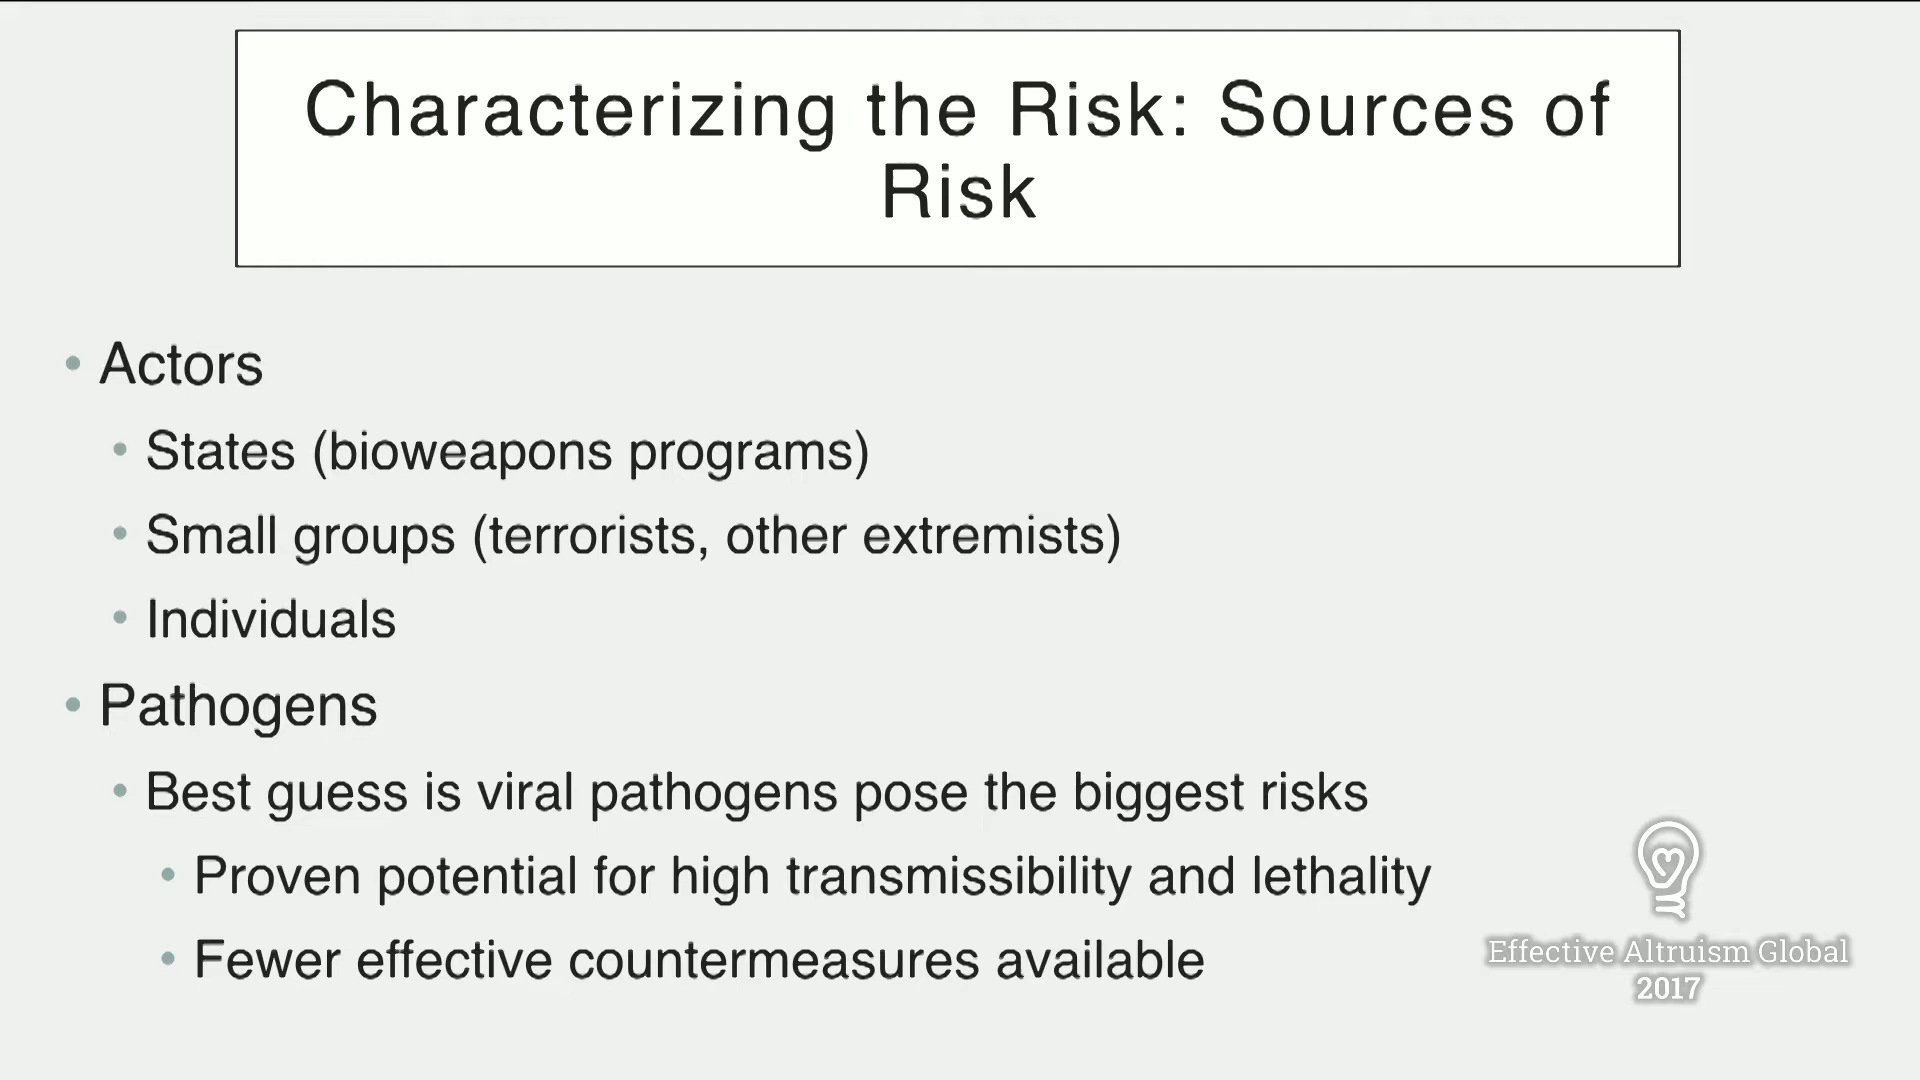 Characterizing the Risk: Sources of
Risk
• Actors
• States (bioweapons programs)
• Small groups (terrorists, other extremists)
• Individuals
• Pathogens
• Best guess is viral pathogens pose the biggest risks
• Proven potential for high transmissibility and lethality
• Fewer effective countermeasures available
Effective Altruism Global
2017